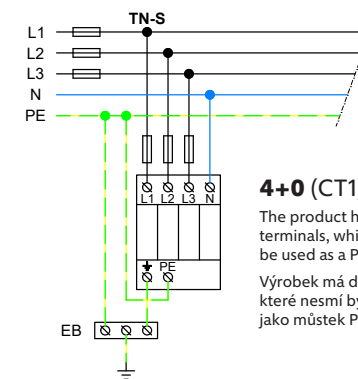 TN-S
L1
L2
L3
N
PE
L1 L2 L3 N
PE
EB
4+0 (CT1)
The product h
terminals, whi
be used as a P
Výrobek má d
které nesmí by
jako můstek P